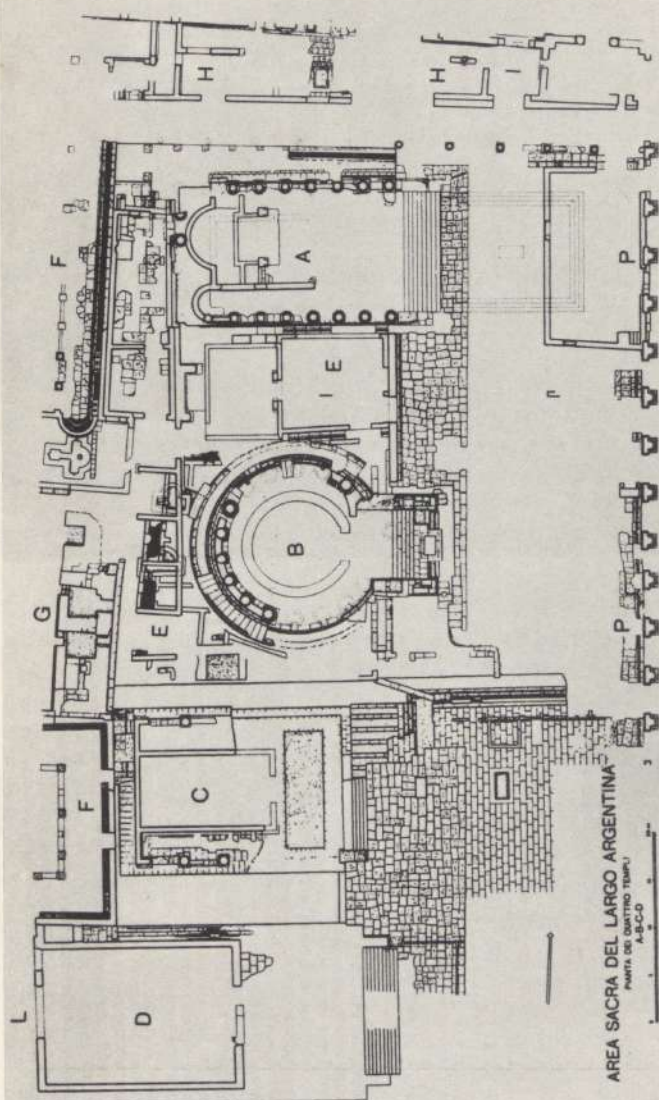 L
G
F
F
D
E
C
H
B
A
I E
H
I
P
P
AREA SACRA DEL LARGO ARGENTINA
PIANTA DEI QUATTRO TEMPLI
A-B-C-D